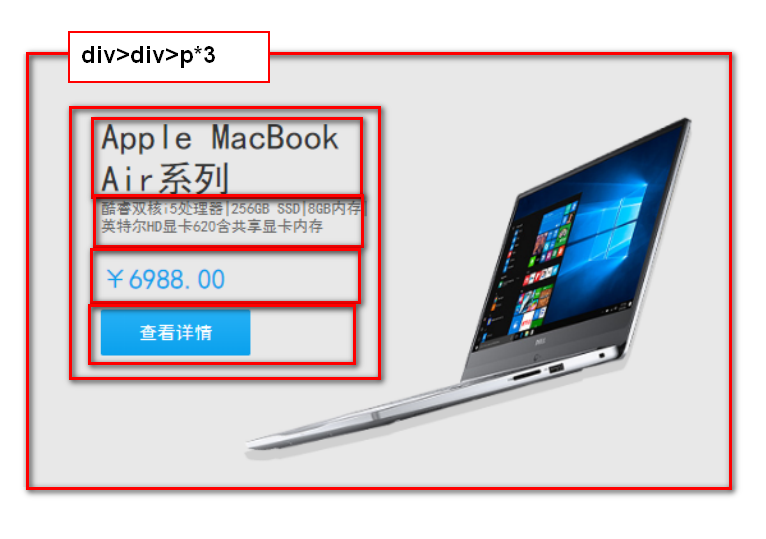 div>div>p*3
Apple MacBook
Air系列
酷睿双核i5处理器|256GB SSD|8GB内存|
英特尔HD显卡620含共享显卡内存
￥6988.00
查看详情
DELL